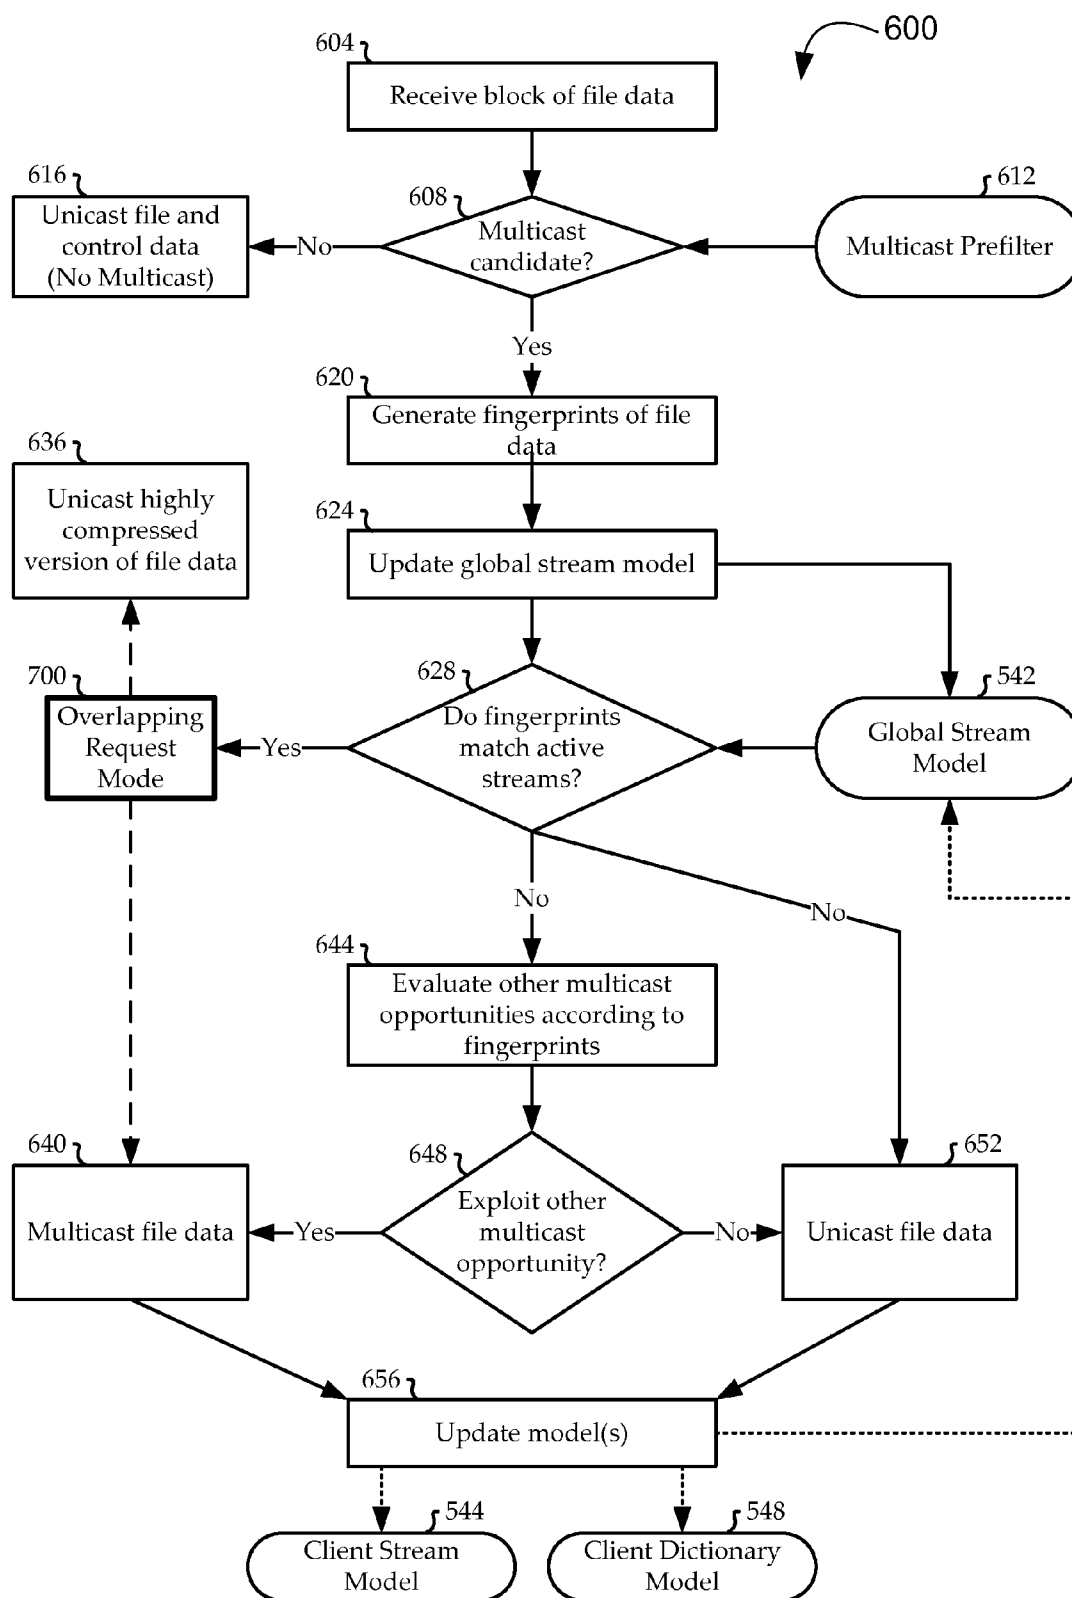 600
604
Receive block of file data
616
Unicast file and
control data
(No Multicast)
No
608
Multicast
candidate?
612
Multicast Prefilter
Yes
620
Generate fingerprints of file
data
636
Unicast highly
compressed
version of file data
624
Update global stream model
700
Overlapping
Request
Mode
Yes
628
Do fingerprints
match active
streams?
542
Global Stream
Model
No
No
644
Evaluate other multicast
opportunities according to
fingerprints
640
Multicast file data
Yes
648
Exploit other
multicast
opportunity?
No
652
Unicast file data
656
Update model(s)
544
Client Stream
Model
548
Client Dictionary
Model